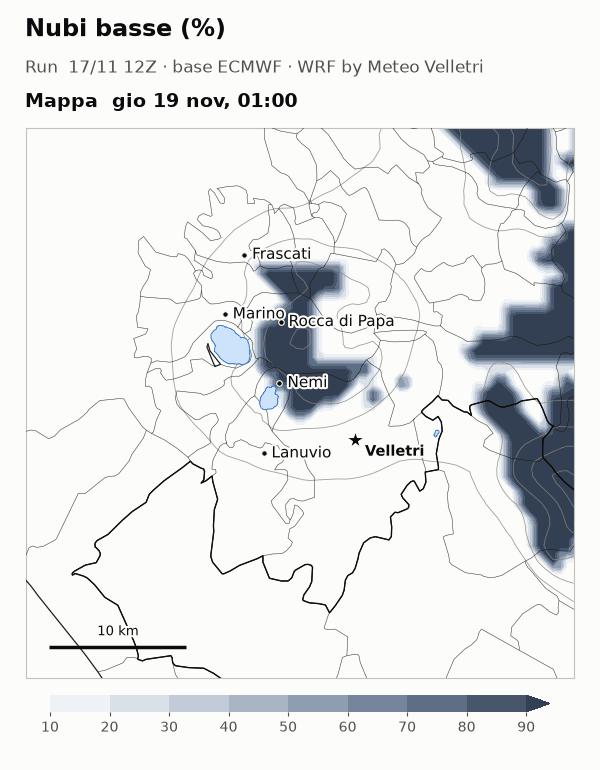 Nubi basse (%)
Run  17/11 12Z · base ECMWF · WRF by Meteo Velletri
Mappa  gio 19 nov, 01:00
Frascati
Marino
Rocca di Papa
Nemi
Velletri
Lanuvio
10 km
10 20 30 40 50 60 70 80 90